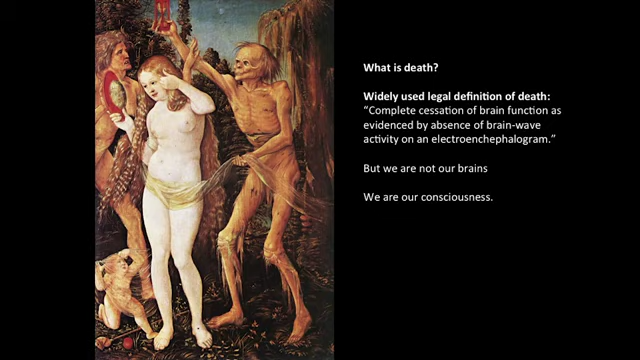 What is death?
Widely used legal definition of death:
“Complete cessation of brain function as
evidenced by absence of brain-wave
activity on an electroenchephalogram.”
But we are not our brains
We are our consciousness.